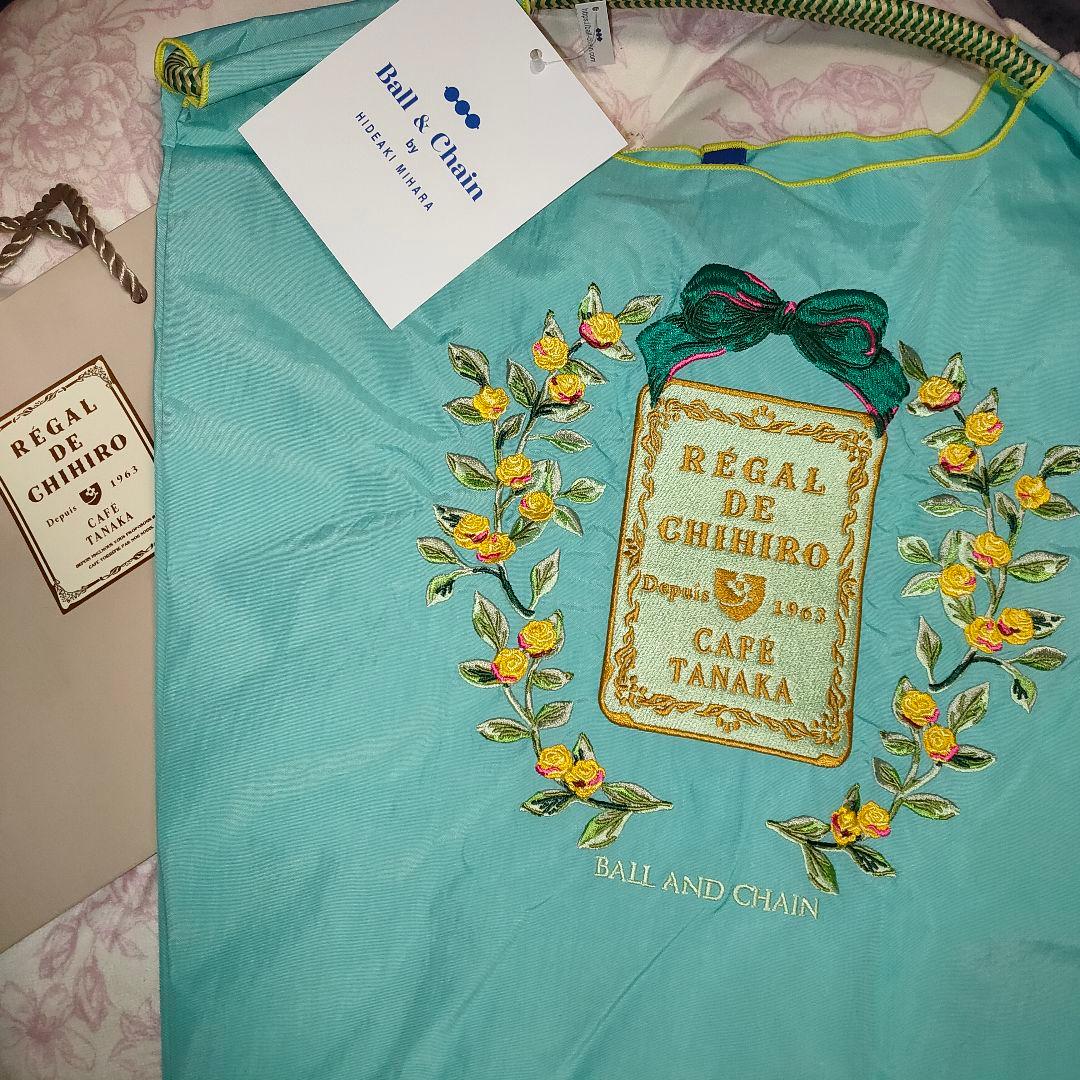 Ball & Chain
by
HIDEAKI MIHARA
RÉGAL
DE
CHIHIRO
Depuis 1963
CAFÉ
TANAKA
RÉGAL
DE
CHIHIRO
Depuis 1963
CAFÉ
TANAKA
BALL AND CHAIN